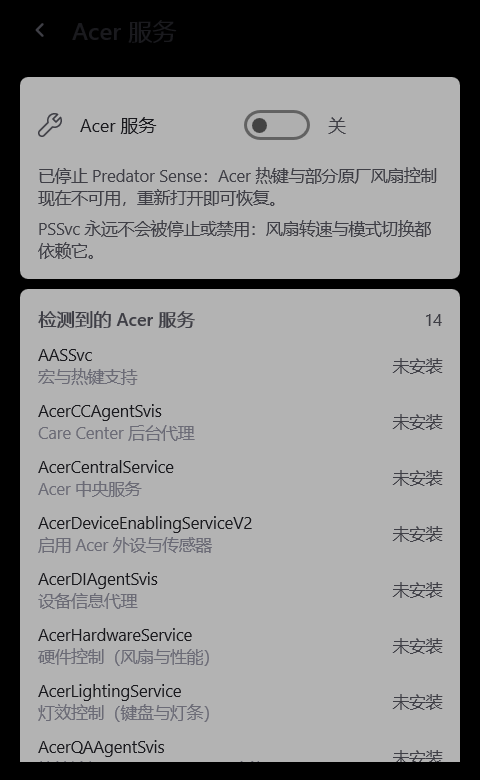 Acer 服务
Acer 服务
关
已停止 Predator Sense：Acer 热键与部分原厂风扇控制
现在不可用，重新打开即可恢复。
PSSvc 永远不会被停止或禁用：风扇转速与模式切换都
依赖它。
检测到的 Acer 服务
14
AASSvc
未安装
宏与热键支持
AcerCCAgentSvis
未安装
Care Center 后台代理
AcerCentralService
未安装
Acer 中央服务
AcerDeviceEnablingServiceV2
未安装
启用 Acer 外设与传感器
AcerDIAgentSvis
未安装
设备信息代理
AcerHardwareService
未安装
硬件控制（风扇与性能）
AcerLightingService
未安装
灯效控制（键盘与灯条）
AcerQAAgentSvis
未安装